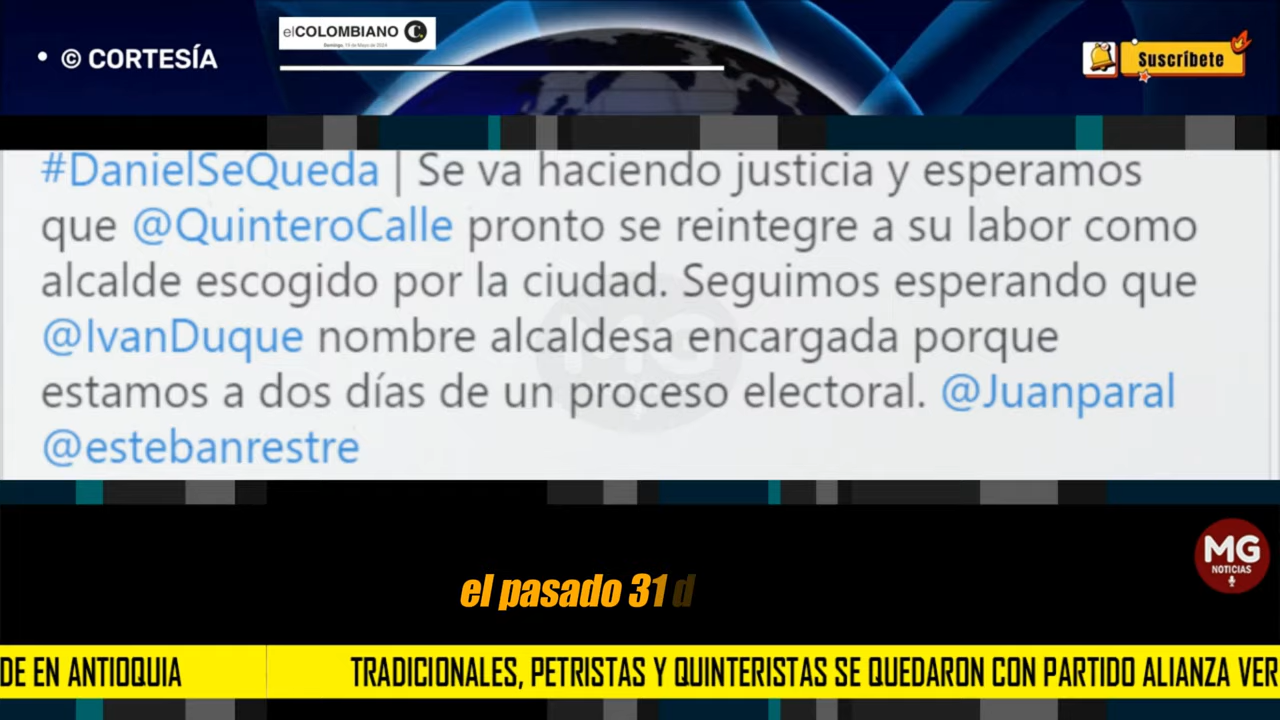 • © CORTESÍA
elCOLOMBIANO C
Suscríbete
#DanielSeQueda | Se va haciendo justicia y esperamos
que @QuinteroCalle pronto se reintegre a su labor como
alcalde escogido por la ciudad. Seguimos esperando que
@IvanDuque nombre alcaldesa encargada porque
estamos a dos días de un proceso electoral. @Juanparal
@estebanrestre
MG
MG
NOTICIAS
el pasado 31 d
DE EN ANTIOQUIA TRADICIONALES, PETRISTAS Y QUINTERISTAS SE QUEDARON CON PARTIDO ALIANZA VER